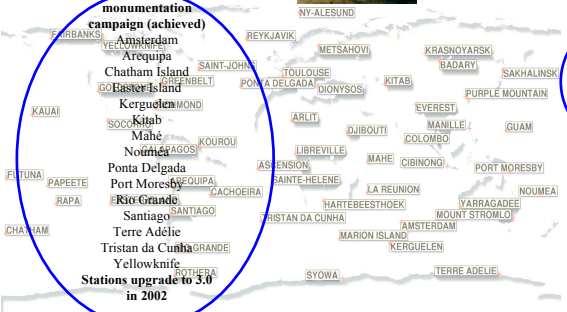 monumentation
campaign (achieved)
Amsterdam
Arequipa
Chatham Island
Easter Island
Kerguelen
Kitab
Mahé
Nouméa
Ponta Delgada
Port Moresby
Rio Grande
Santiago
Terre Adélie
Tristan da Cunha
Yellowknife
Stations upgrade to 3.0
in 2002
NY-ALESUND
FAIRBANKS
REYKJAVIK
YELLOWKNIFE
METSAHOVI
KRASNOYARSK
BADARY
SAINT-JOHNS
TOULOUSE
SAKHALINSK
GREENBELT
PONTA DELGADA
DIONYSOS
KITAB
PURPLE MOUNTAIN
KAUAI
EVEREST
ARLIT
SOCORRO
DJIBOUTI
MANILLE
GUAM
COLOMBO
KOUROU
GALAPAGOS
LIBREVILLE
MAHE
CIBINONG
ASCENSION
PORT MORESBY
FUTUNA
PAPEETE
AREQUIPA
SAINTE-HELENE
CACHOEIRA
LA REUNION
NOUMEA
RAPA
HARTEBEESTHOEK
YARRAGADEE
SANTIAGO
TRISTAN DA CUNHA
MOUNT STROMLO
AMSTERDAM
CHATHAM
MARION ISLAND
KERGUELEN
RIO GRANDE
ROTHERA
SYOWA
TERRE ADELIE